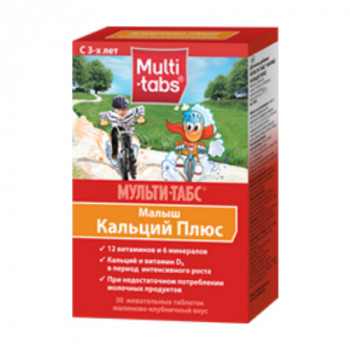 С 3-х лет
Multi
·tabs®
МУЛЬТИ·ТАБС®
Малыш
Кальций Плюс
✓ 12 витаминов и 6 минералов
✓ Кальций и витамин D₃
в период интенсивного роста
✓ При недостаточном потреблении
молочных продуктов
30 жевательных таблеток
малиново-клубничный вкус